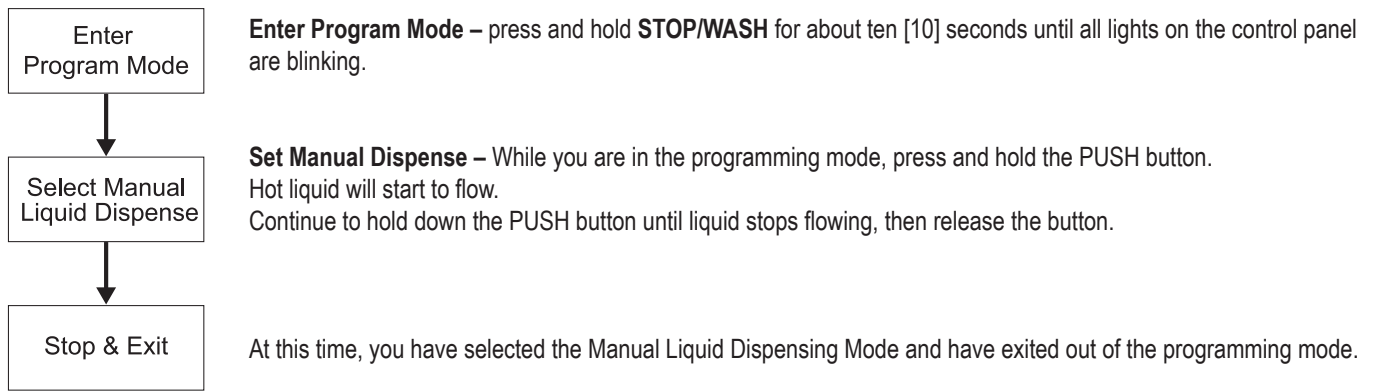 Enter
Program Mode
Enter Program Mode – press and hold STOP/WASH for about ten [10] seconds until all lights on the control panel
are blinking.
Select Manual
Liquid Dispense
Set Manual Dispense – While you are in the programming mode, press and hold the PUSH button.
Hot liquid will start to flow.
Continue to hold down the PUSH button until liquid stops flowing, then release the button.
Stop & Exit
At this time, you have selected the Manual Liquid Dispensing Mode and have exited out of the programming mode.